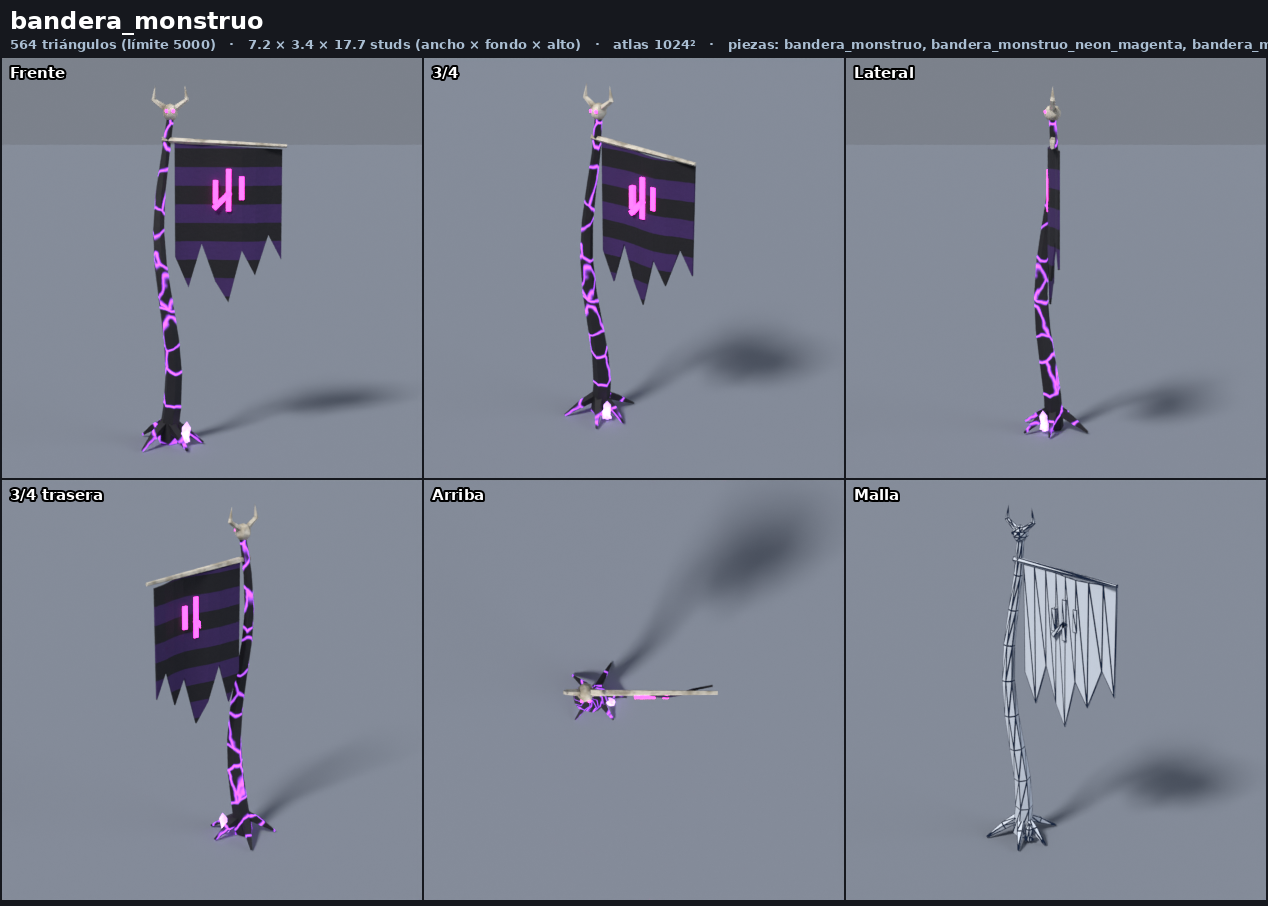 bandera_monstruo
564 triángulos (límite 5000) · 7.2 × 3.4 × 17.7 studs (ancho × fondo × alto) · atlas 1024² · piezas: bandera_monstruo, bandera_monstruo_neon_magenta, bandera_m
Frente
3/4
Lateral
3/4 trasera
Arriba
Malla